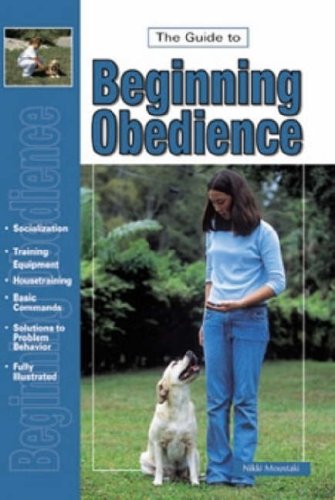 The Guide to
Beginning
Obedience
Beginning Obedience
• Socialization
• Training
Equipment
• Housetraining
• Basic
Commands
• Solutions to
Problem
Behavior
• Fully
Illustrated
Nikki Moustaki